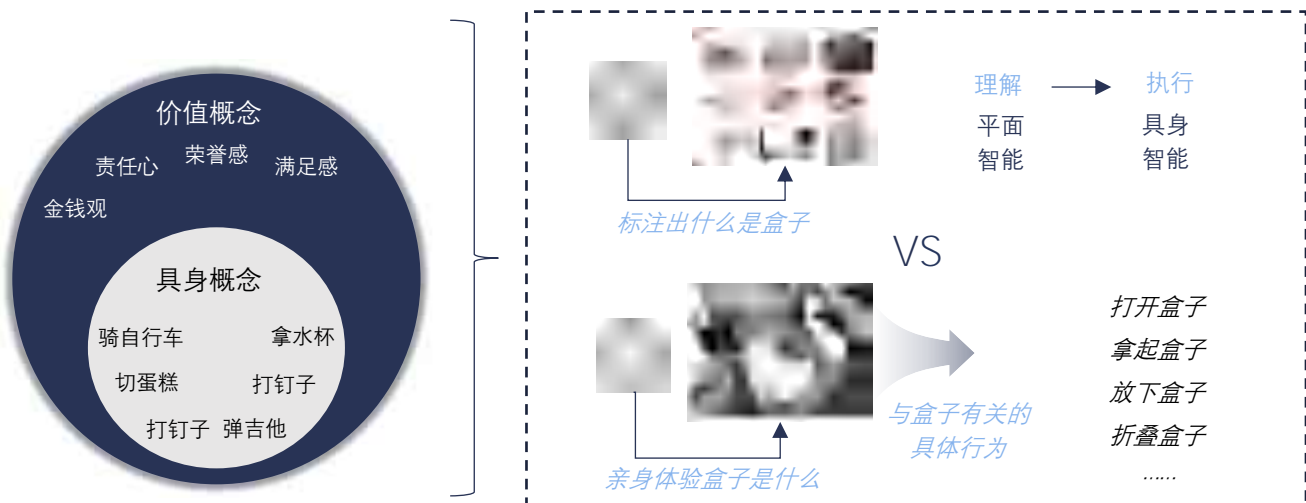 价值概念
荣誉感
责任心
满足感
金钱观
具身概念
骑自行车
拿水杯
切蛋糕
打钉子
打钉子
弹吉他
标注出什么是盒子
理解
执行
平面
智能
具身
智能
VS
亲身体验盒子是什么
与盒子有关的
具体行为
打开盒子
拿起盒子
放下盒子
折叠盒子
......